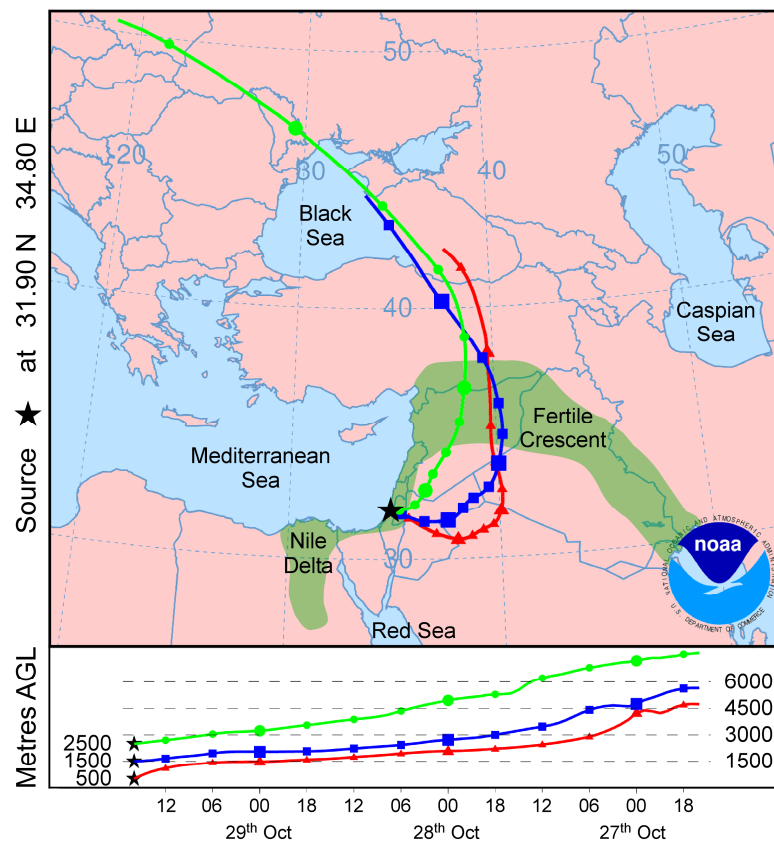 Source ★ at 31.90 N 34.80 E
50
20
30
40
50
Black
Sea
40
Caspian
Sea
Fertile
Crescent
Mediterranean
Sea
Nile
Delta
30
30
Red Sea
noaa
NATIONAL OCEANIC AND ATMOSPHERIC ADMINISTRATION
U.S. DEPARTMENT OF COMMERCE
Metres AGL
6000
4500
3000
1500
2500
1500
500
12 06 00 18 12 06 00 18 12 06 00 18
29th Oct 28th Oct 27th Oct